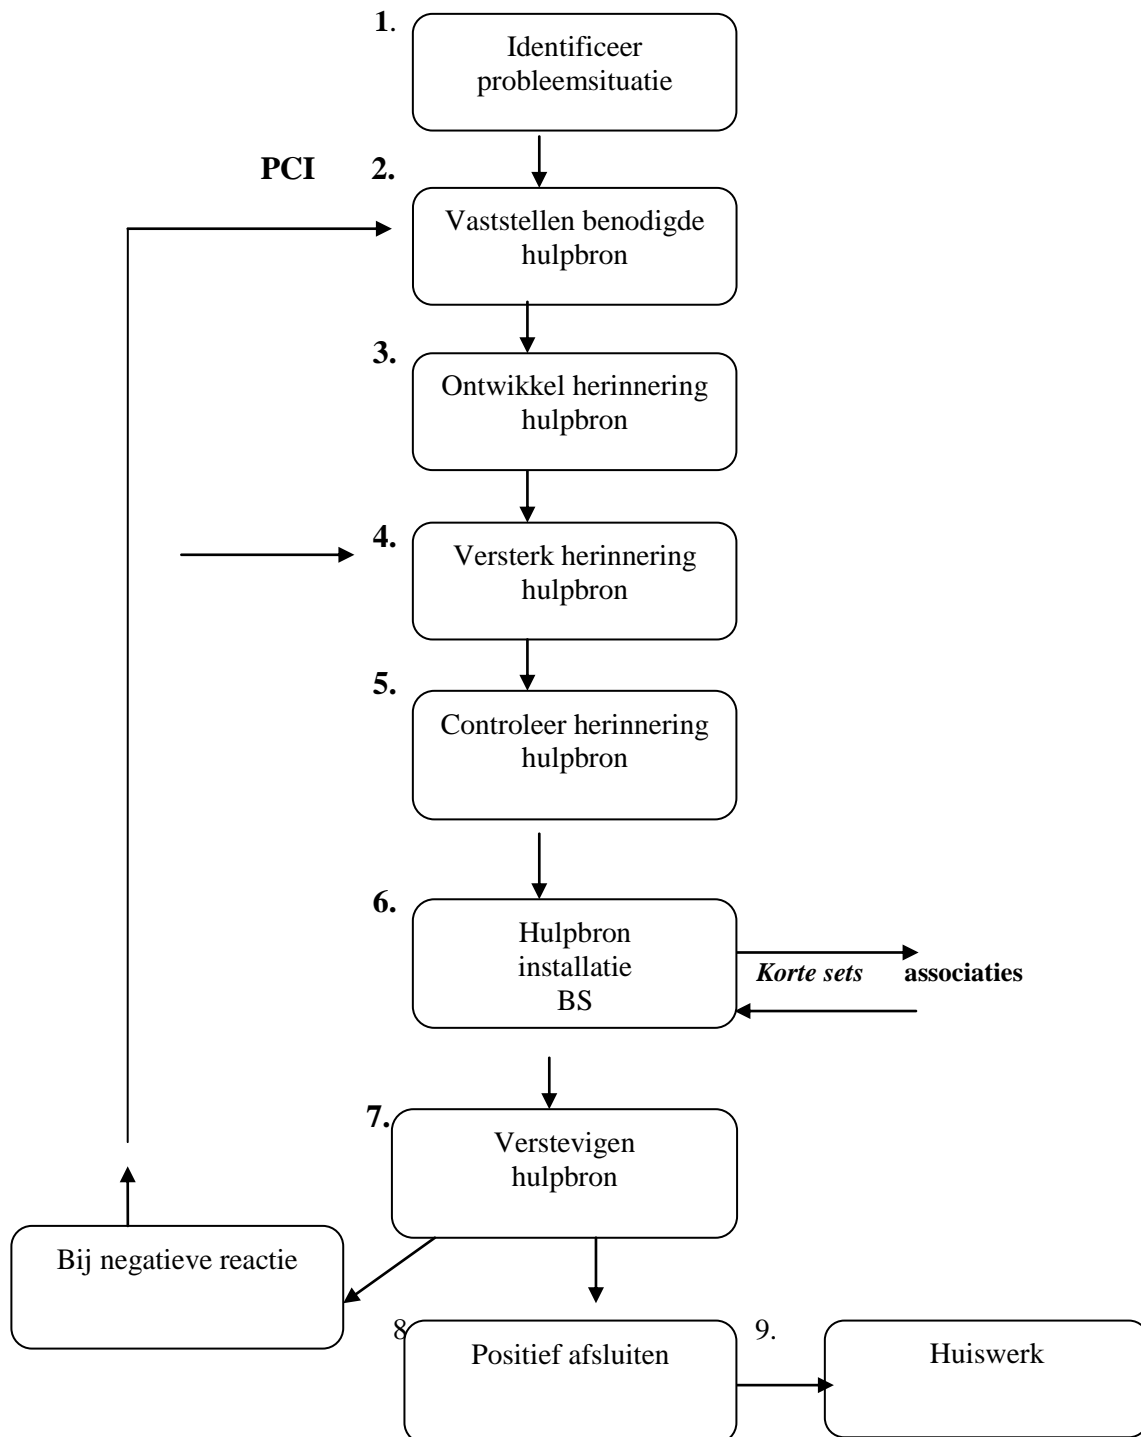 1.
Identificeer
probleemsituatie
PCI 2.
Vaststellen benodigde
hulpbron
3.
Ontwikkel herinnering
hulpbron
4.
Versterk herinnering
hulpbron
5.
Controleer herinnering
hulpbron
6.
Hulpbron
installatie
BS
Korte sets associaties
7.
Verstevigen
hulpbron
Bij negatieve reactie
8
Positief afsluiten
9.
Huiswerk